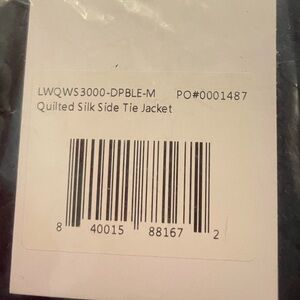 LWQWS3000-DPBLE-M PO#0001487
Quilted Silk Side Tie Jacket
8 40015 88167 2